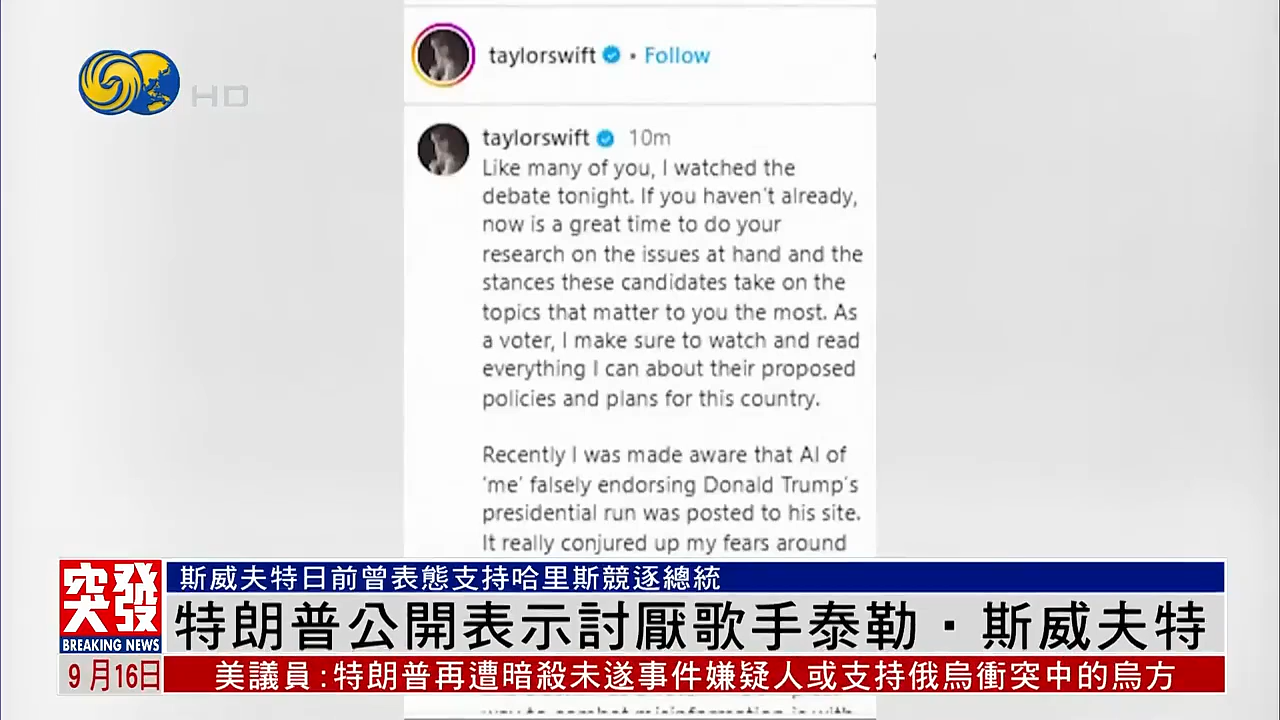 HD
taylorswift • Follow
taylorswift 10m
Like many of you, I watched the
debate tonight. If you haven't already,
now is a great time to do your
research on the issues at hand and the
stances these candidates take on the
topics that matter to you the most. As
a voter, I make sure to watch and read
everything I can about their proposed
policies and plans for this country.
Recently I was made aware that AI of
'me' falsely endorsing Donald Trump's
presidential run was posted to his site.
It really conjured up my fears around
突發
BREAKING NEWS
斯威夫特日前曾表態支持哈里斯競逐總統
特朗普公開表示討厭歌手泰勒·斯威夫特
9月16日
美議員:特朗普再遭暗殺未遂事件嫌疑人或支持俄烏衝突中的烏方
way to combat misinformation is with